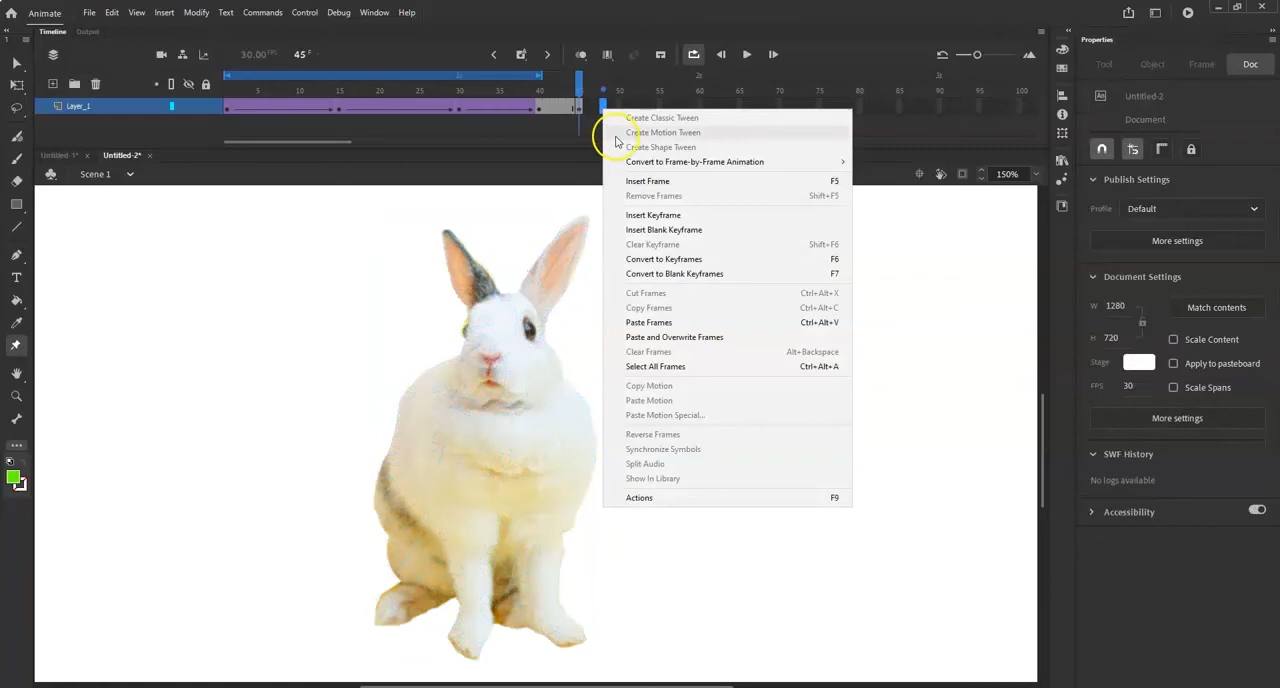 Animate File Edit View Insert Modify Text Commands Control Debug Window Help
Timeline Output
30.00 FPS 45 F
1s 2s 3s
5 10 15 20 25 30 35 40 50 55 60 65 70 75 80 85 90 95 100
Layer_1
Untitled-1* × Untitled-2* ×
Scene 1
150%
Create Classic Tween
Create Motion Tween
Create Shape Tween
Convert to Frame-by-Frame Animation
Insert Frame F5
Remove Frames Shift+F5
Insert Keyframe
Insert Blank Keyframe
Clear Keyframe Shift+F6
Convert to Keyframes F6
Convert to Blank Keyframes F7
Cut Frames Ctrl+Alt+X
Copy Frames Ctrl+Alt+C
Paste Frames Ctrl+Alt+V
Paste and Overwrite Frames
Clear Frames Alt+Backspace
Select All Frames Ctrl+Alt+A
Copy Motion
Paste Motion
Paste Motion Special...
Reverse Frames
Synchronize Symbols
Split Audio
Show In Library
Actions F9
Properties
Tool Object Frame Doc
An Untitled-2
Document
Publish Settings
Profile Default
More settings
Document Settings
W 1280 Match contents
H 720 Scale Content
Stage Apply to pasteboard
FPS 30 Scale Spans
More settings
SWF History
No logs available
Accessibility